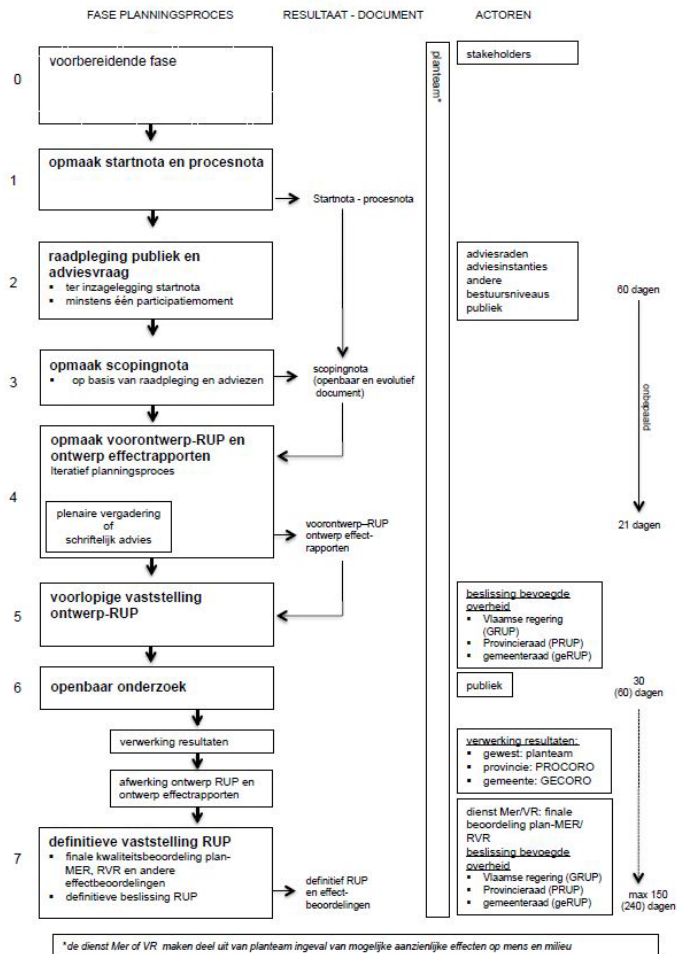 FASE PLANNINGSPROCES
RESULTAAT - DOCUMENT
ACTOREN
0
voorbereidende fase
planteam*
stakeholders
1
opmaak startnota en procesnota
Startnota - procesnota
2
raadpleging publiek en
adviesvraag
▪ ter inzagelegging startnota
▪ minstens één participatiemoment
adviesraden
adviesinstanties
andere
bestuursniveaus
publiek
60 dagen
3
opmaak scopingnota
▪ op basis van raadpleging en adviezen
scopingnota
(openbaar en evolutief
document)
onbepaald
4
opmaak voorontwerp-RUP en
ontwerp effectrapporten
Iteratief planningsproces
plenaire vergadering
of
schriftelijk advies
voorontwerp–RUP
ontwerp effect-
rapporten
21 dagen
5
voorlopige vaststelling
ontwerp-RUP
beslissing bevoegde
overheid
▪ Vlaamse regering
(GRUP)
▪ Provincieraad (PRUP)
▪ gemeenteraad (geRUP)
6
openbaar onderzoek
publiek
30
(60) dagen
verwerking resultaten
verwerking resultaten:
▪ gewest: planteam
▪ provincie: PROCORO
▪ gemeente: GECORO
afwerking ontwerp RUP en
ontwerp effectrapporten
7
definitieve vaststelling RUP
▪ finale kwaliteitsbeoordeling plan-
MER, RVR en andere
effectbeoordelingen
▪ definitieve beslissing RUP
definitief RUP
en effect-
beoordelingen
dienst Mer/VR: finale
beoordeling plan-MER/
RVR
beslissing bevoegde
overheid
▪ Vlaamse regering (GRUP)
▪ Provincieraad (PRUP)
▪ gemeenteraad (geRUP)
max 150
(240) dagen
*de dienst Mer of VR maken deel uit van planteam ingeval van mogelijke aanzienlijke effecten op mens en milieu